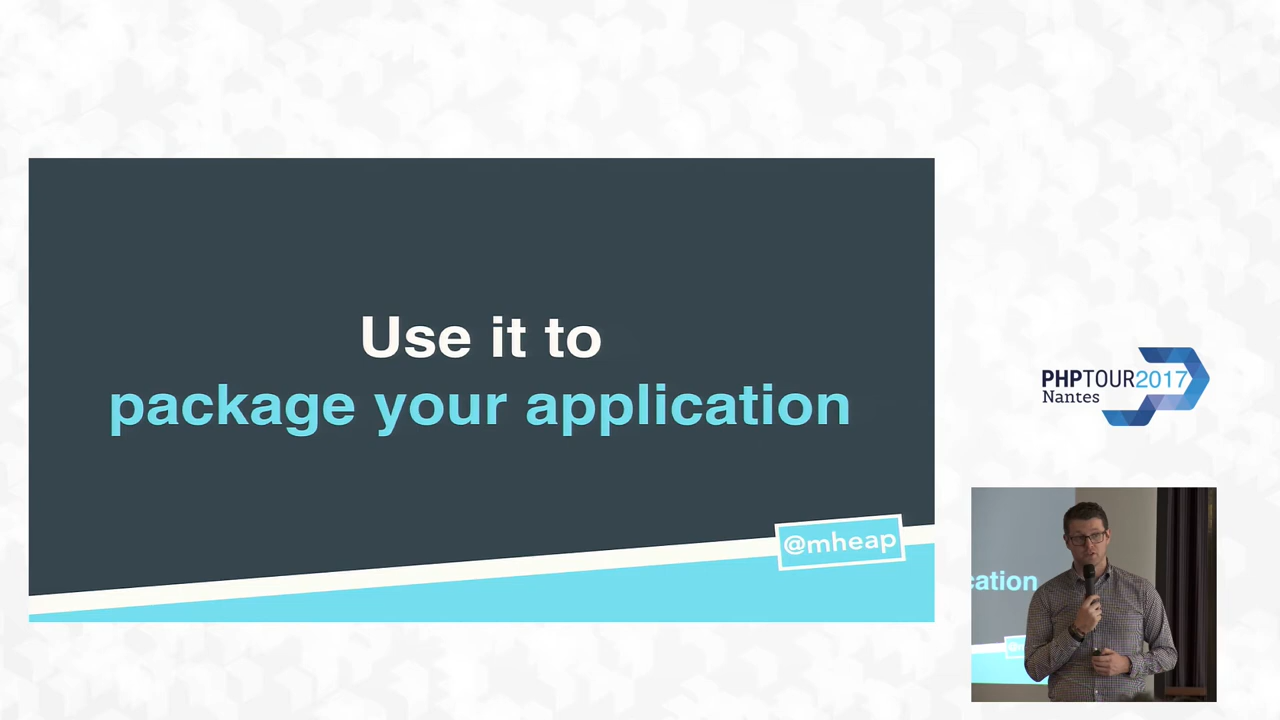 Use it to
package your application
@mheap
PHPTOUR2017
Nantes
cation